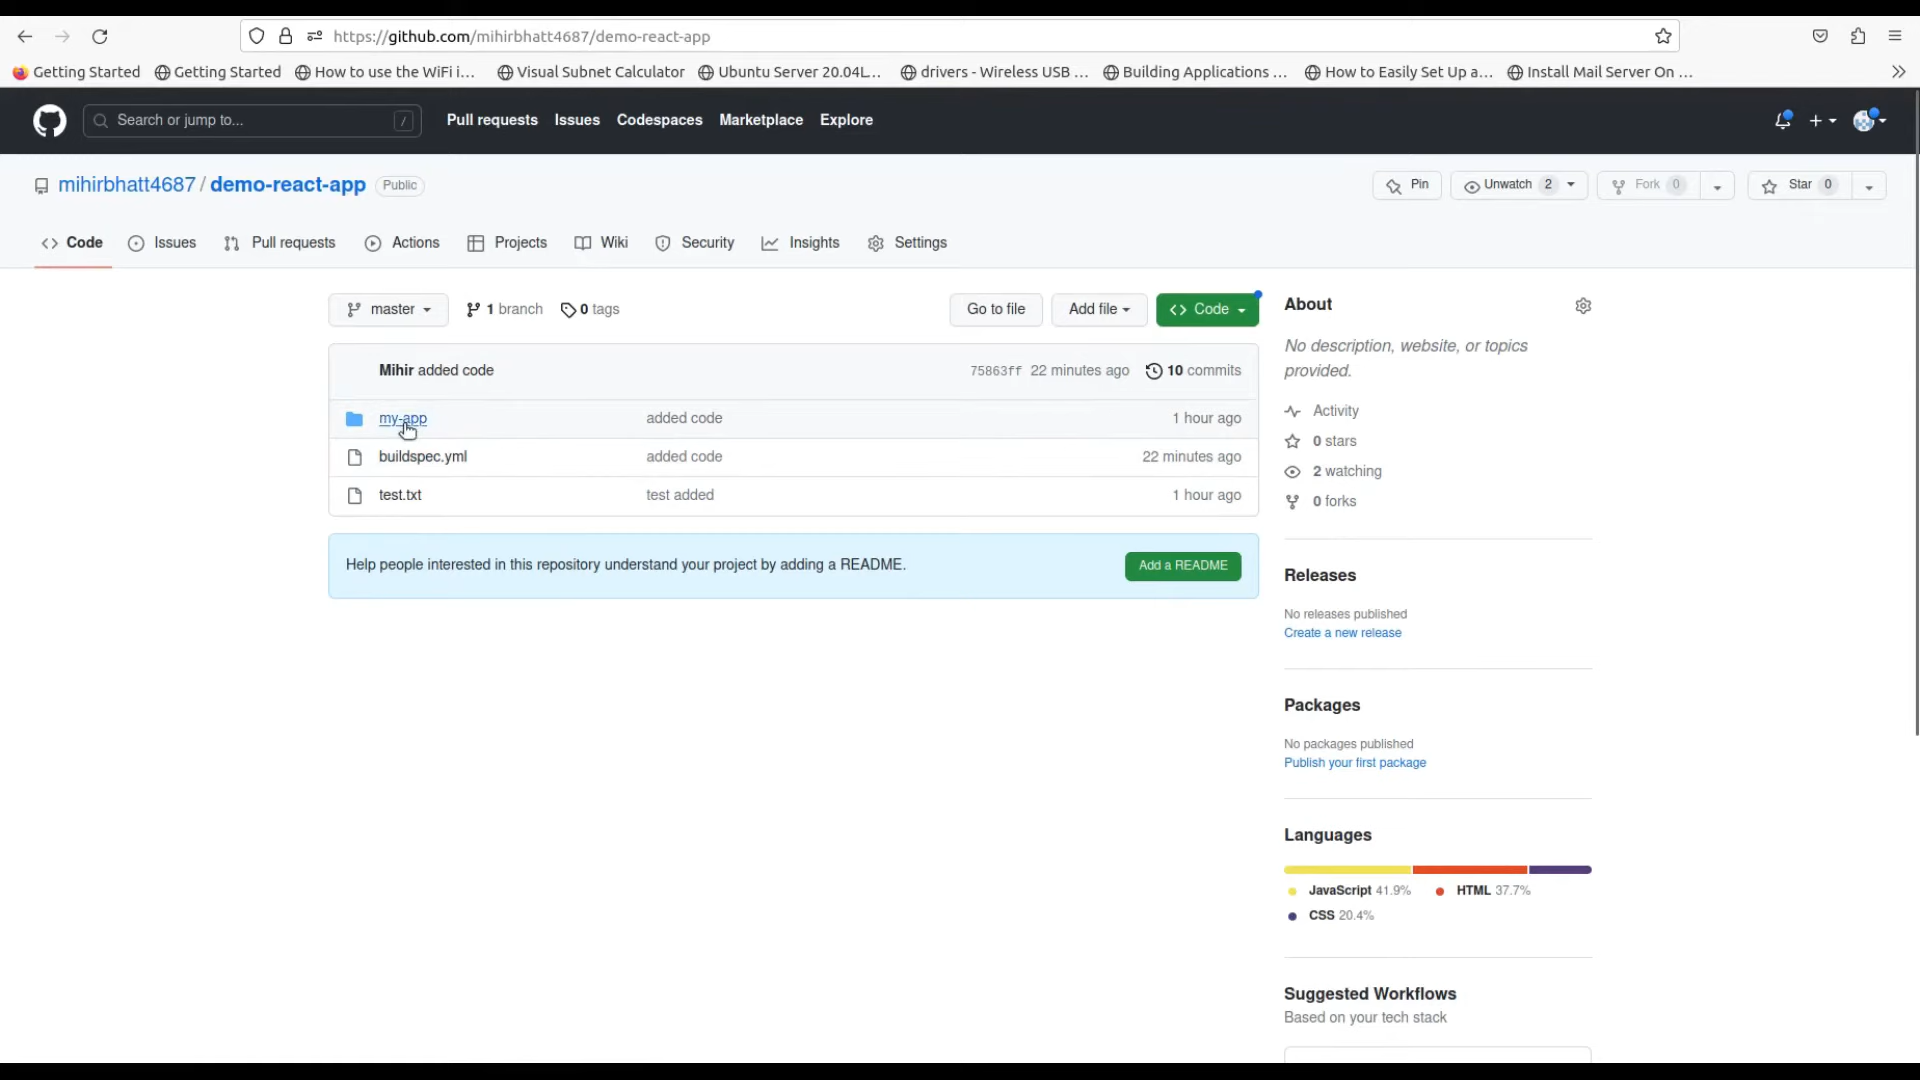 https://github.com/mihirbhatt4687/demo-react-app
Getting Started Getting Started How to use the WiFi i... Visual Subnet Calculator Ubuntu Server 20.04L... drivers - Wireless USB ... Building Applications ... How to Easily Set Up a... Install Mail Server On ...
Search or jump to... / Pull requests Issues Codespaces Marketplace Explore
mihirbhatt4687 / demo-react-app Public Pin Unwatch 2 Fork 0 Star 0
Code Issues Pull requests Actions Projects Wiki Security Insights Settings
master 1 branch 0 tags Go to file Add file Code
Mihir added code 75863ff 22 minutes ago 10 commits
my-app added code 1 hour ago
buildspec.yml added code 22 minutes ago
test.txt test added 1 hour ago
Help people interested in this repository understand your project by adding a README. Add a README
About
No description, website, or topics
provided.
Activity
0 stars
2 watching
0 forks
Releases
No releases published
Create a new release
Packages
No packages published
Publish your first package
Languages
JavaScript 41.9% HTML 37.7%
CSS 20.4%
Suggested Workflows
Based on your tech stack